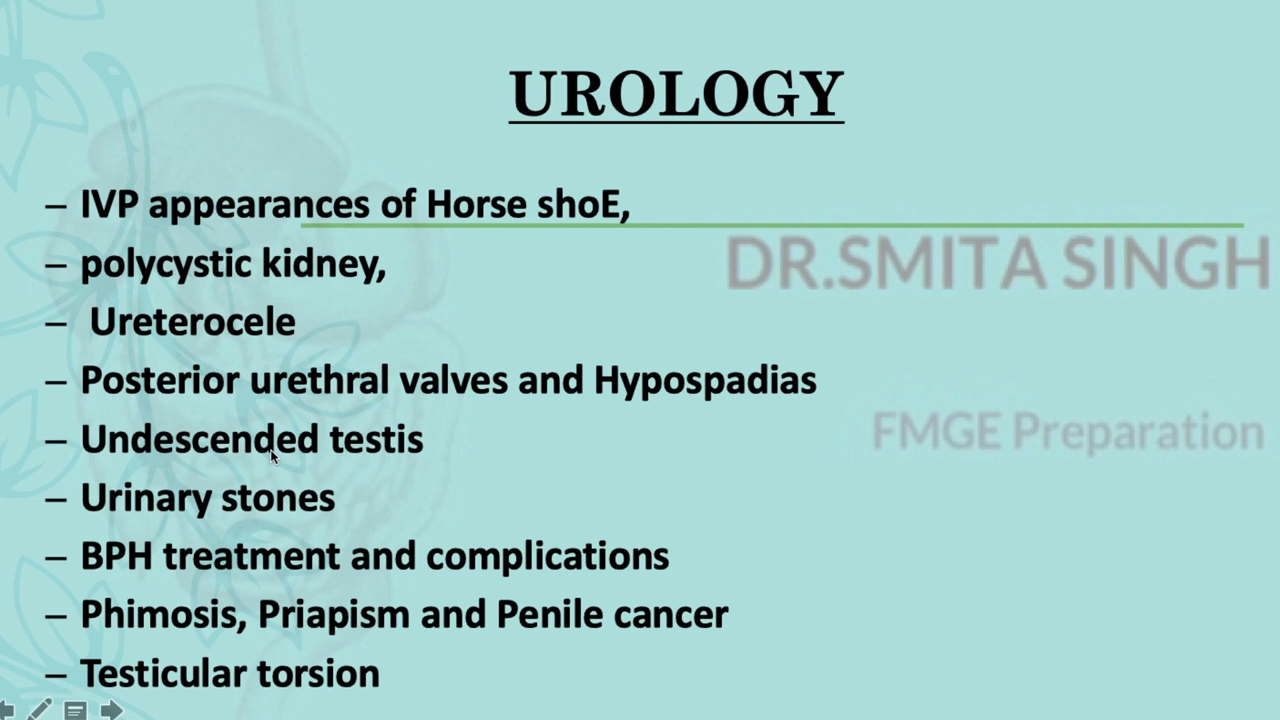 UROLOGY
– IVP appearances of Horse shoE,
DR.SMITA SINGH
– polycystic kidney,
– Ureterocele
– Posterior urethral valves and Hypospadias
FMGE Preparation
– Undescended testis
– Urinary stones
– BPH treatment and complications
– Phimosis, Priapism and Penile cancer
– Testicular torsion